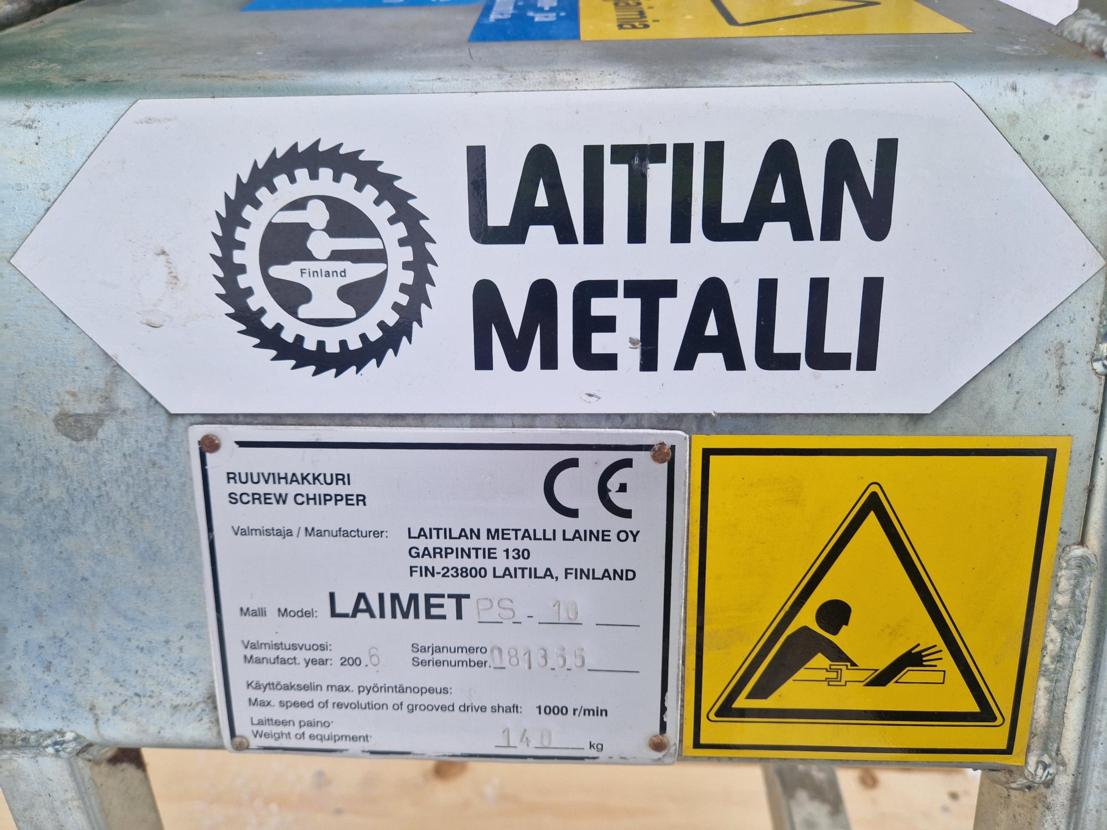 LAITILAN
METALLI
Finland
RUUVIHAKKURI
SCREW CHIPPER
CE
Valmistaja / Manufacturer: LAITILAN METALLI LAINE OY
GARPINTIE 130
FIN-23800 LAITILA, FINLAND
Malli Model: LAIMET PS - 10
Valmistusvuosi: Sarjanumero
Manufact. year: 200.6 Serienumber. 081355
Käyttöakselin max. pyörintänopeus:
Max. speed of revolution of grooved drive shaft: 1000 r/min
Laitteen paino:
Weight of equipment: 140 kg